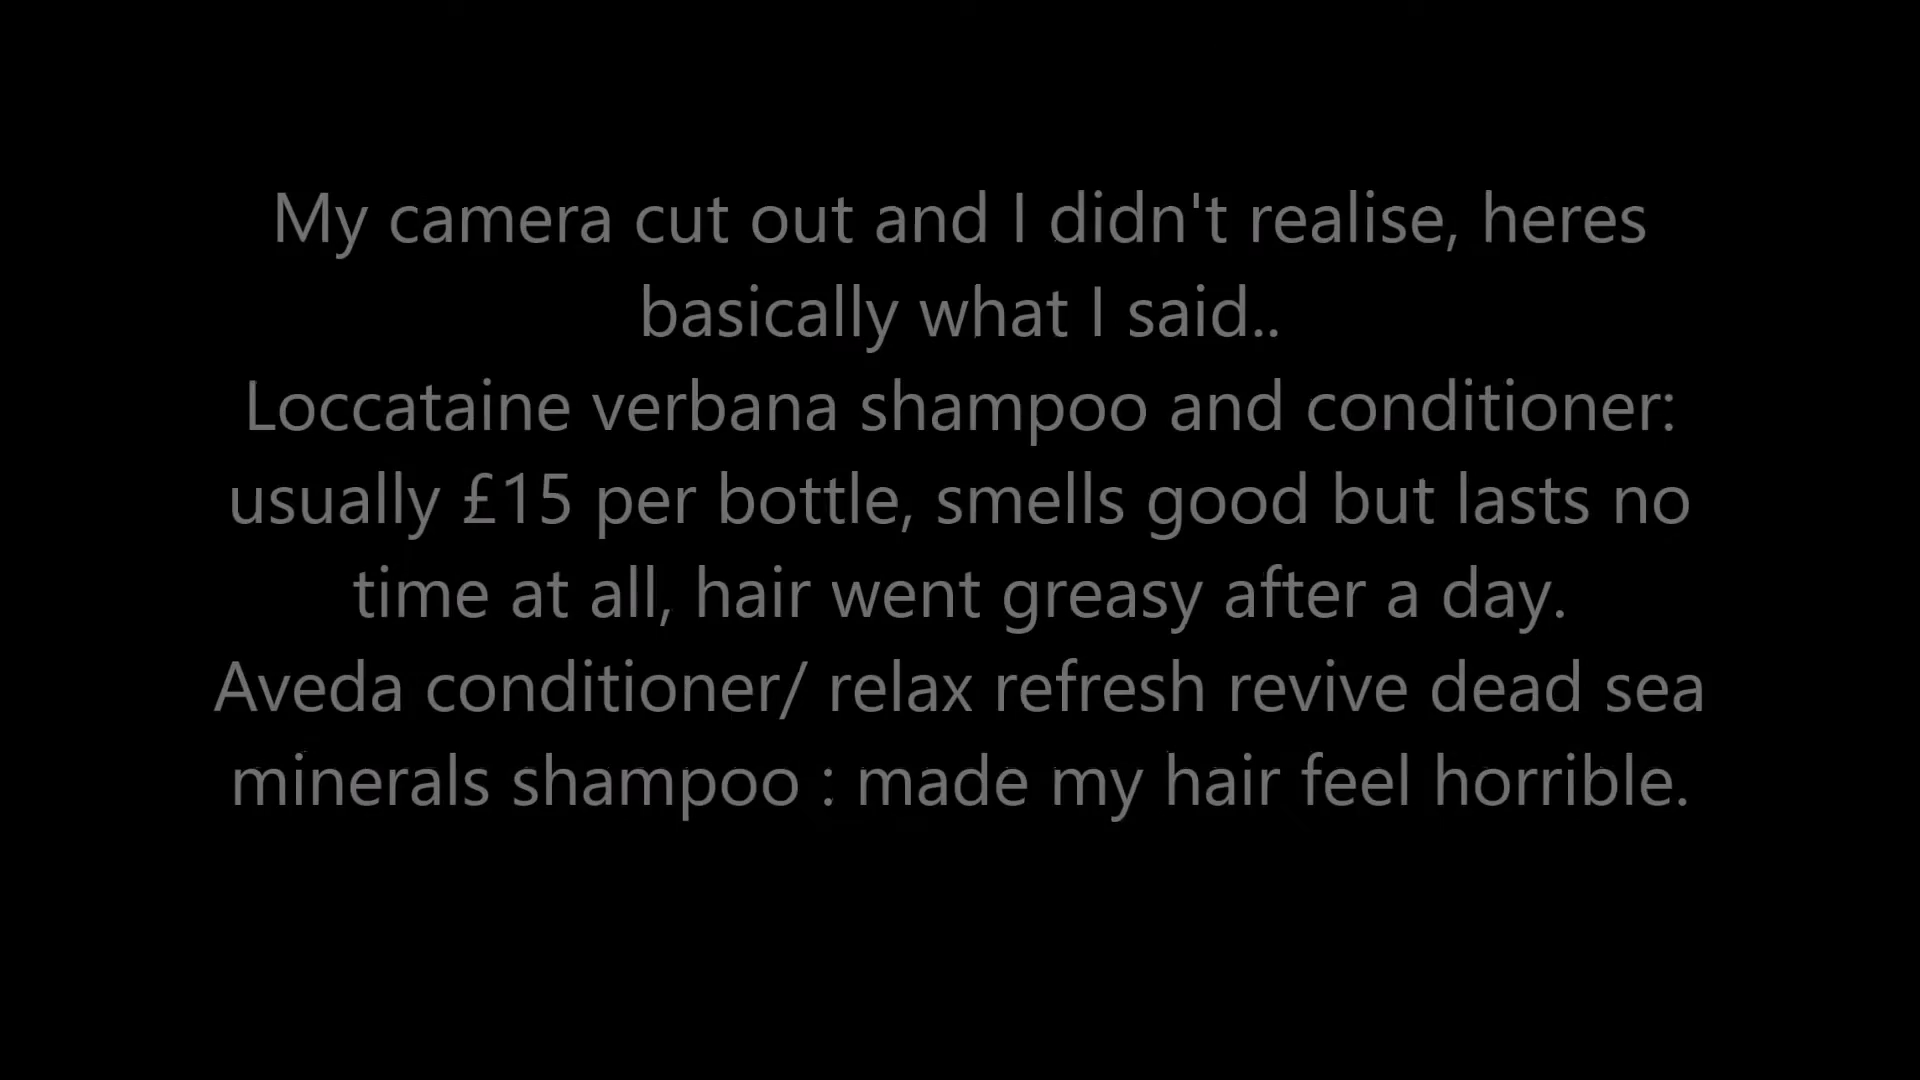 My camera cut out and I didn't realise, heres
basically what I said..
Loccataine verbana shampoo and conditioner:
usually £15 per bottle, smells good but lasts no
time at all, hair went greasy after a day.
Aveda conditioner/ relax refresh revive dead sea
minerals shampoo : made my hair feel horrible.